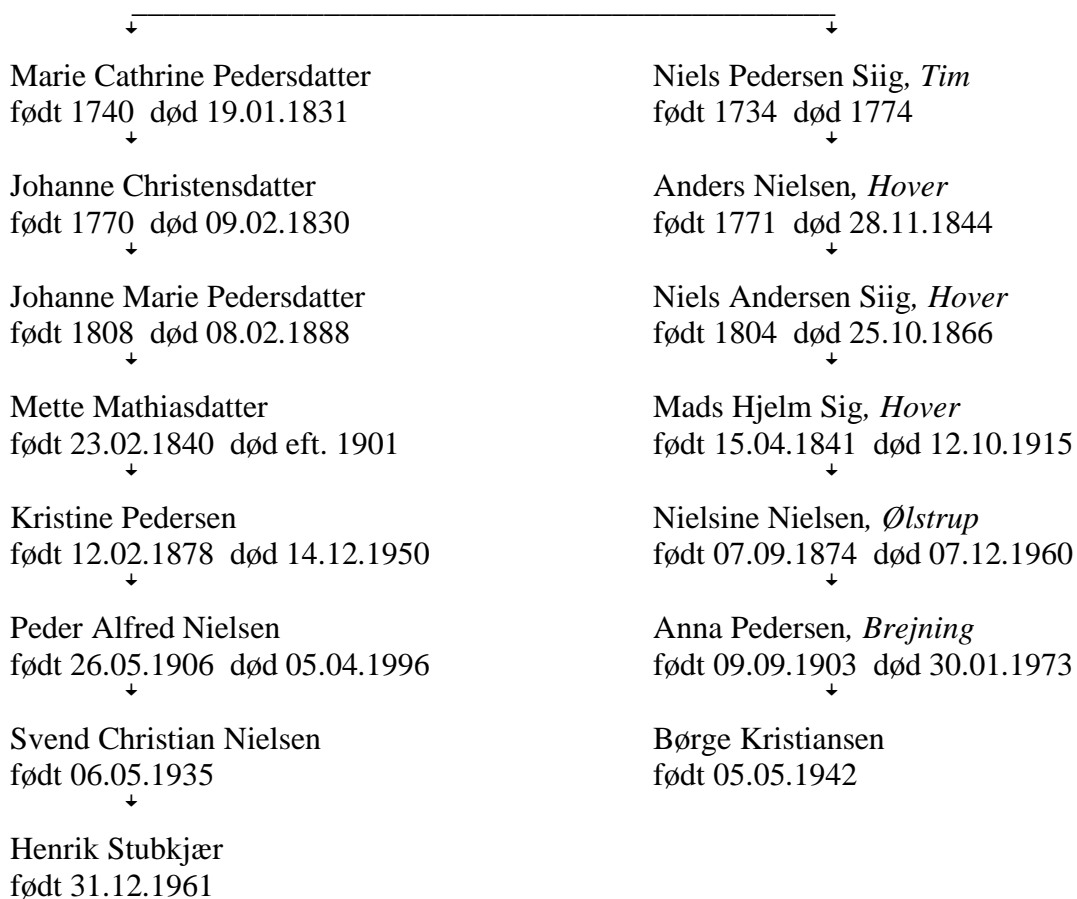 Marie Cathrine Pedersdatter
født 1740 død 19.01.1831
Niels Pedersen Siig, Tim
født 1734 død 1774
Johanne Christensdatter
født 1770 død 09.02.1830
Anders Nielsen, Hover
født 1771 død 28.11.1844
Johanne Marie Pedersdatter
født 1808 død 08.02.1888
Niels Andersen Siig, Hover
født 1804 død 25.10.1866
Mette Mathiasdatter
født 23.02.1840 død eft. 1901
Mads Hjelm Sig, Hover
født 15.04.1841 død 12.10.1915
Kristine Pedersen
født 12.02.1878 død 14.12.1950
Nielsine Nielsen, Ølstrup
født 07.09.1874 død 07.12.1960
Peder Alfred Nielsen
født 26.05.1906 død 05.04.1996
Anna Pedersen, Brejning
født 09.09.1903 død 30.01.1973
Svend Christian Nielsen
født 06.05.1935
Børge Kristiansen
født 05.05.1942
Henrik Stubkjær
født 31.12.1961